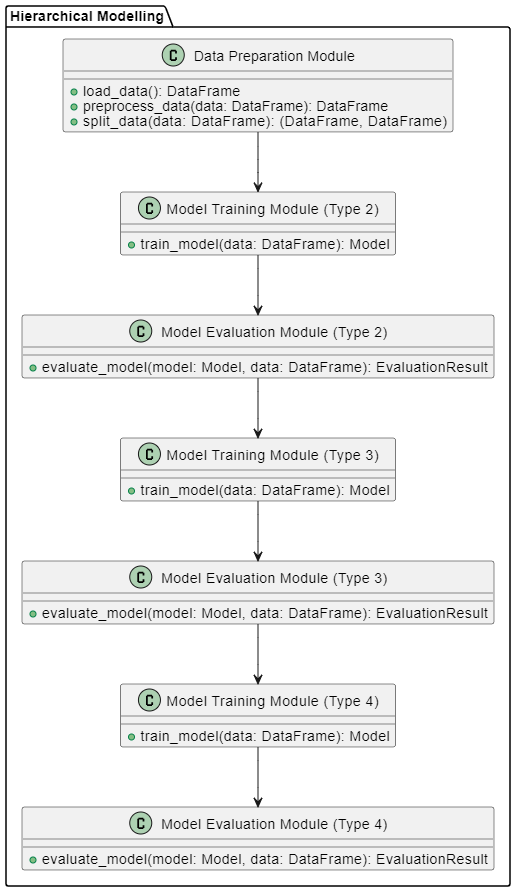 Hierarchical Modelling
C Data Preparation Module
load_data(): DataFrame
preprocess_data(data: DataFrame): DataFrame
split_data(data: DataFrame): (DataFrame, DataFrame)
C Model Training Module (Type 2)
train_model(data: DataFrame): Model
C Model Evaluation Module (Type 2)
evaluate_model(model: Model, data: DataFrame): EvaluationResult
C Model Training Module (Type 3)
train_model(data: DataFrame): Model
C Model Evaluation Module (Type 3)
evaluate_model(model: Model, data: DataFrame): EvaluationResult
C Model Training Module (Type 4)
train_model(data: DataFrame): Model
C Model Evaluation Module (Type 4)
evaluate_model(model: Model, data: DataFrame): EvaluationResult